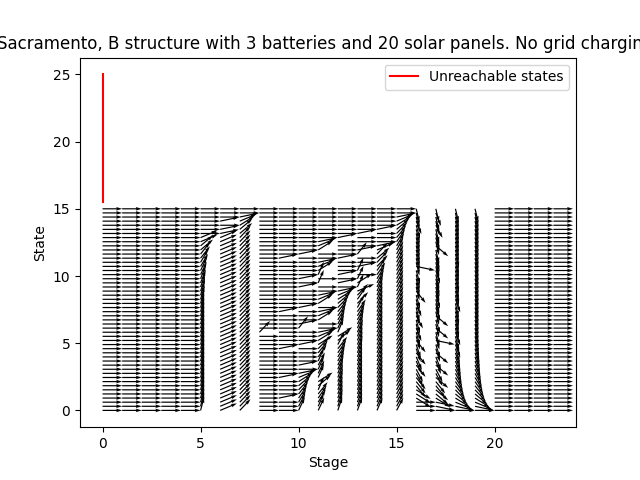 Sacramento, B structure with 3 batteries and 20 solar panels. No grid chargin
25
Unreachable states
20
15
State
10
5
0
0 5 10 15 20
Stage